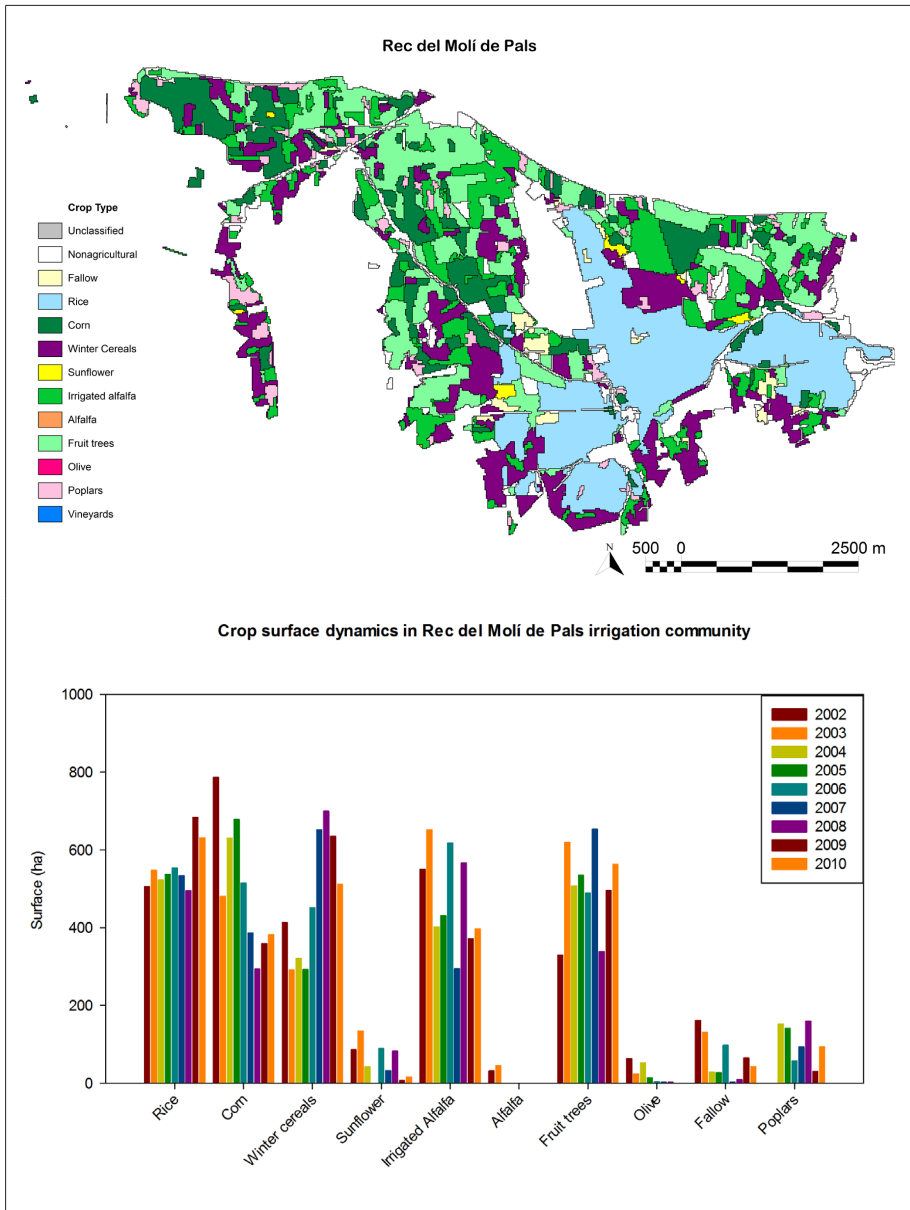 Rec del Molí de Pals
Crop Type
Unclassified
Nonagricultural
Fallow
Rice
Corn
Winter Cereals
Sunflower
Irrigated alfalfa
Alfalfa
Fruit trees
Olive
Poplars
Vineyards
N
500 0 2500 m
Crop surface dynamics in Rec del Molí de Pals irrigation community
Surface (ha)
1000
800
600
400
200
0
2002
2003
2004
2005
2006
2007
2008
2009
2010
Rice
Corn
Winter cereals
Sunflower
Irrigated Alfalfa
Alfalfa
Fruit trees
Olive
Fallow
Poplars